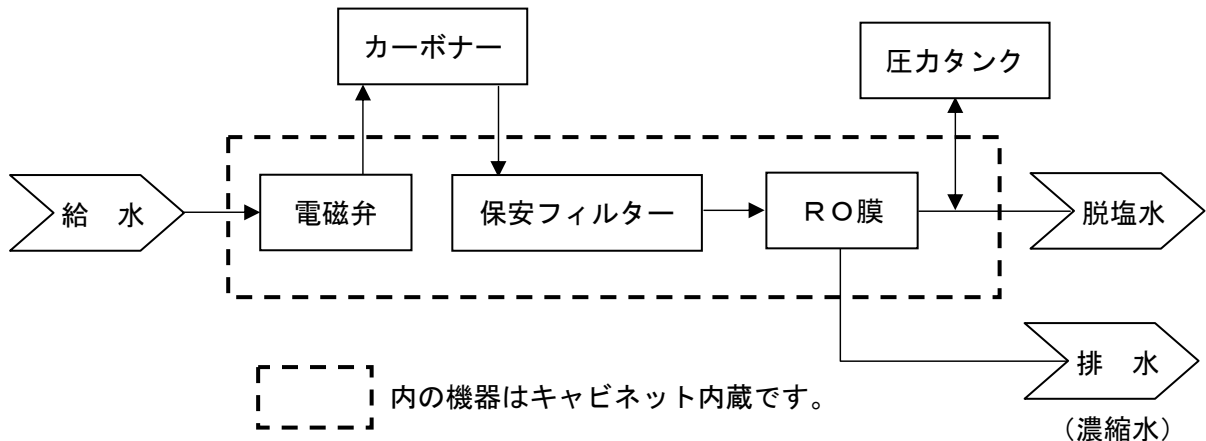 カーボナー
圧力タンク
給　水
電磁弁
保安フィルター
ＲＯ膜
脱塩水
排　水
（濃縮水）
内の機器はキャビネット内蔵です。